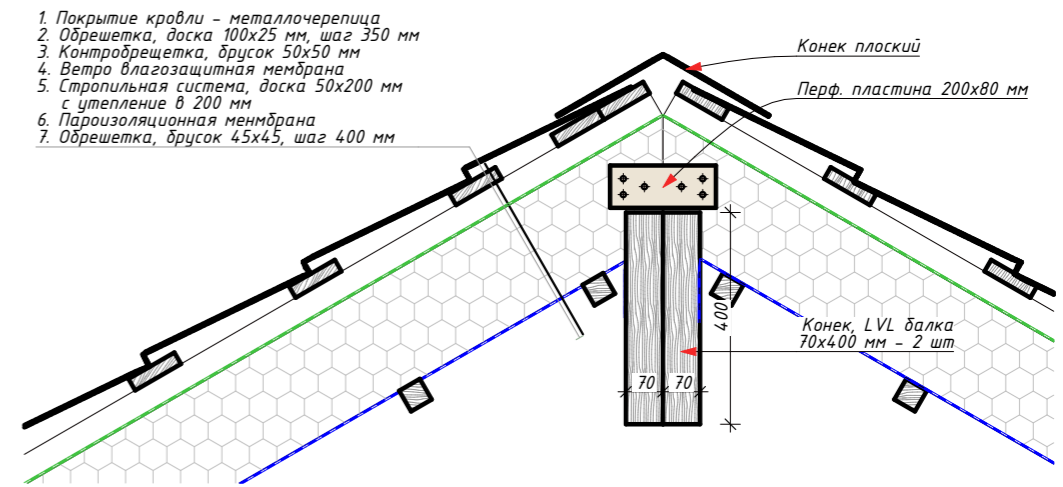 1. Покрытие кровли - металлочерепица
2. Обрешетка, доска 100х25 мм, шаг 350 мм
3. Контробрещетка, брусок 50х50 мм
4. Ветро влагозащитная мембрана
5. Стропильная система, доска 50х200 мм
с утепление в 200 мм
6. Пароизоляционная менмбрана
7. Обрешетка, брусок 45х45, шаг 400 мм
Конек плоский
Перф. пластина 200х80 мм
400
Конек, LVL балка
70х400 мм - 2 шт
70 70